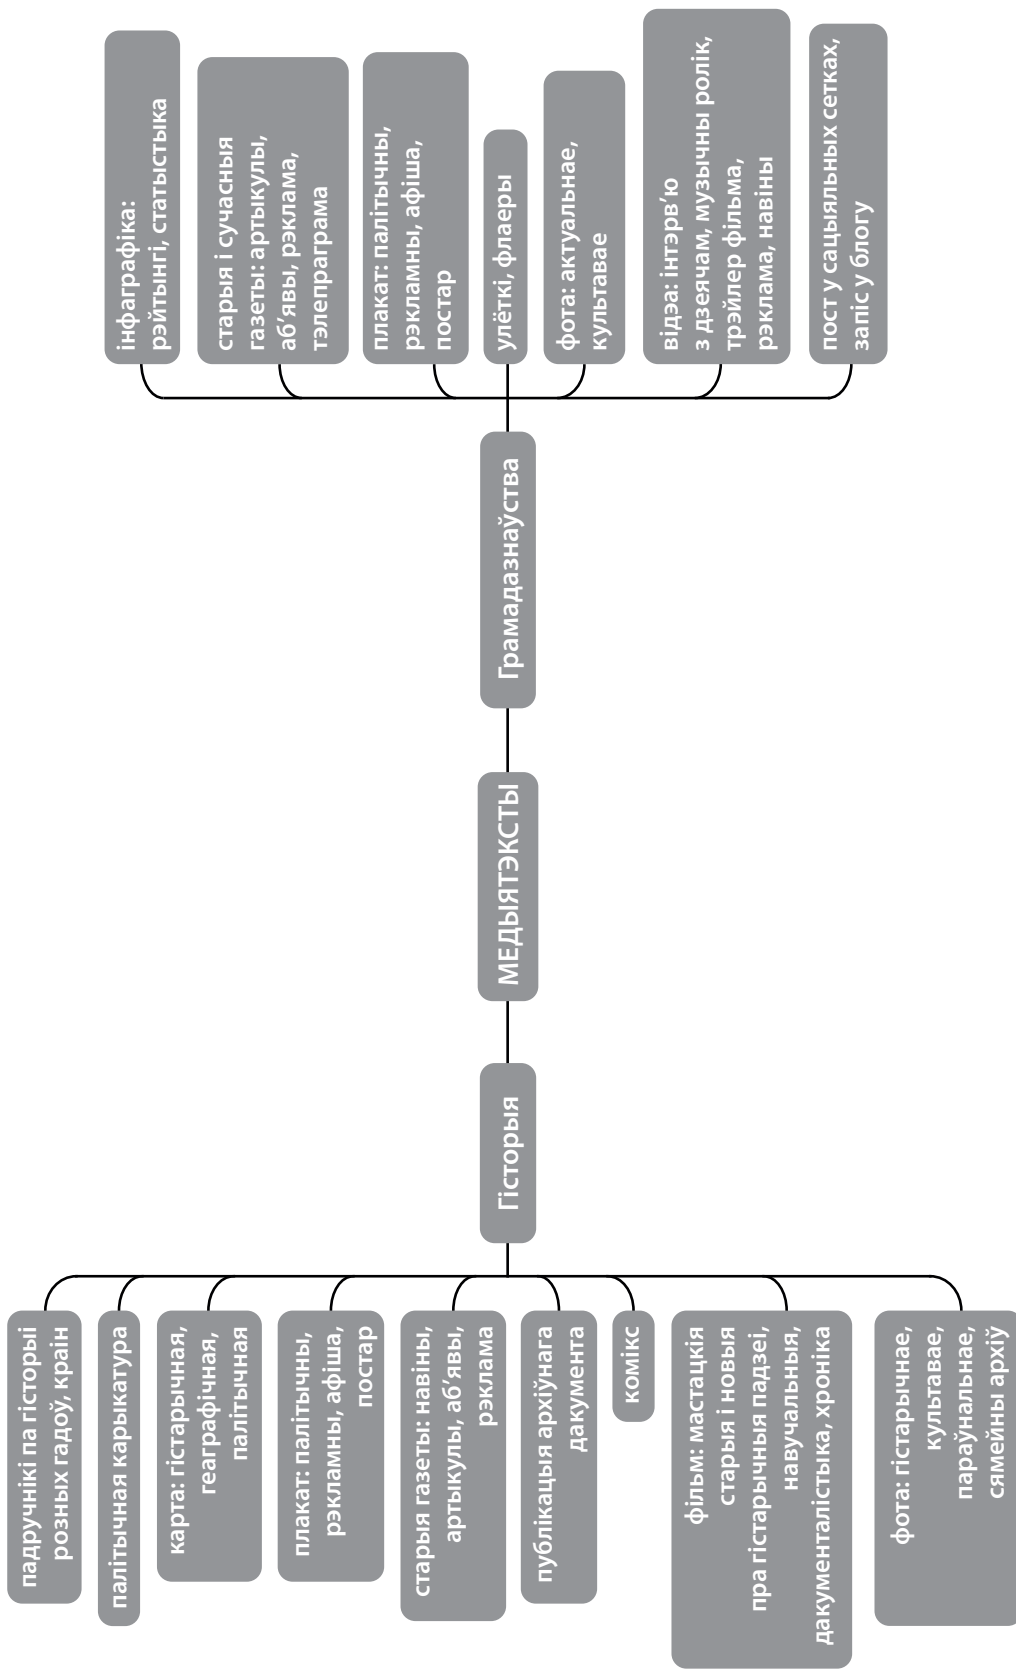 МЕДЫЯТЭКСТЫ
Гісторыя
падручнікі па гісторыі
розных гадоў, краін
палітычная карыкатура
карта: гістарычная,
геаграфічная,
палітычная
плакат: палітычны,
рэкламны, афіша,
постар
старыя газеты: навіны,
артыкулы, аб’явы,
рэклама
публікацыя архіўнага
дакумента
комікс
фільм: мастацкія
старыя і новыя
пра гістарычныя падзеі,
навучальныя,
дакументалістыка, хроніка
фота: гістарычнае,
культавае,
параўнальнае,
сямейны архіў
Грамадазнаўства
інфаграфіка:
рэйтынгі, статыстыка
старыя і сучасныя
газеты: артыкулы,
аб’явы, рэклама,
тэлепраграма
плакат: палітычны,
рэкламны, афіша,
постар
улёткі, флаеры
фота: актуальнае,
культавае
відэа: інтэрв’ю
з дзеячам, музычны ролік,
трэйлер фільма,
рэклама, навіны
пост у сацыяльных сетках,
запіс у блогу